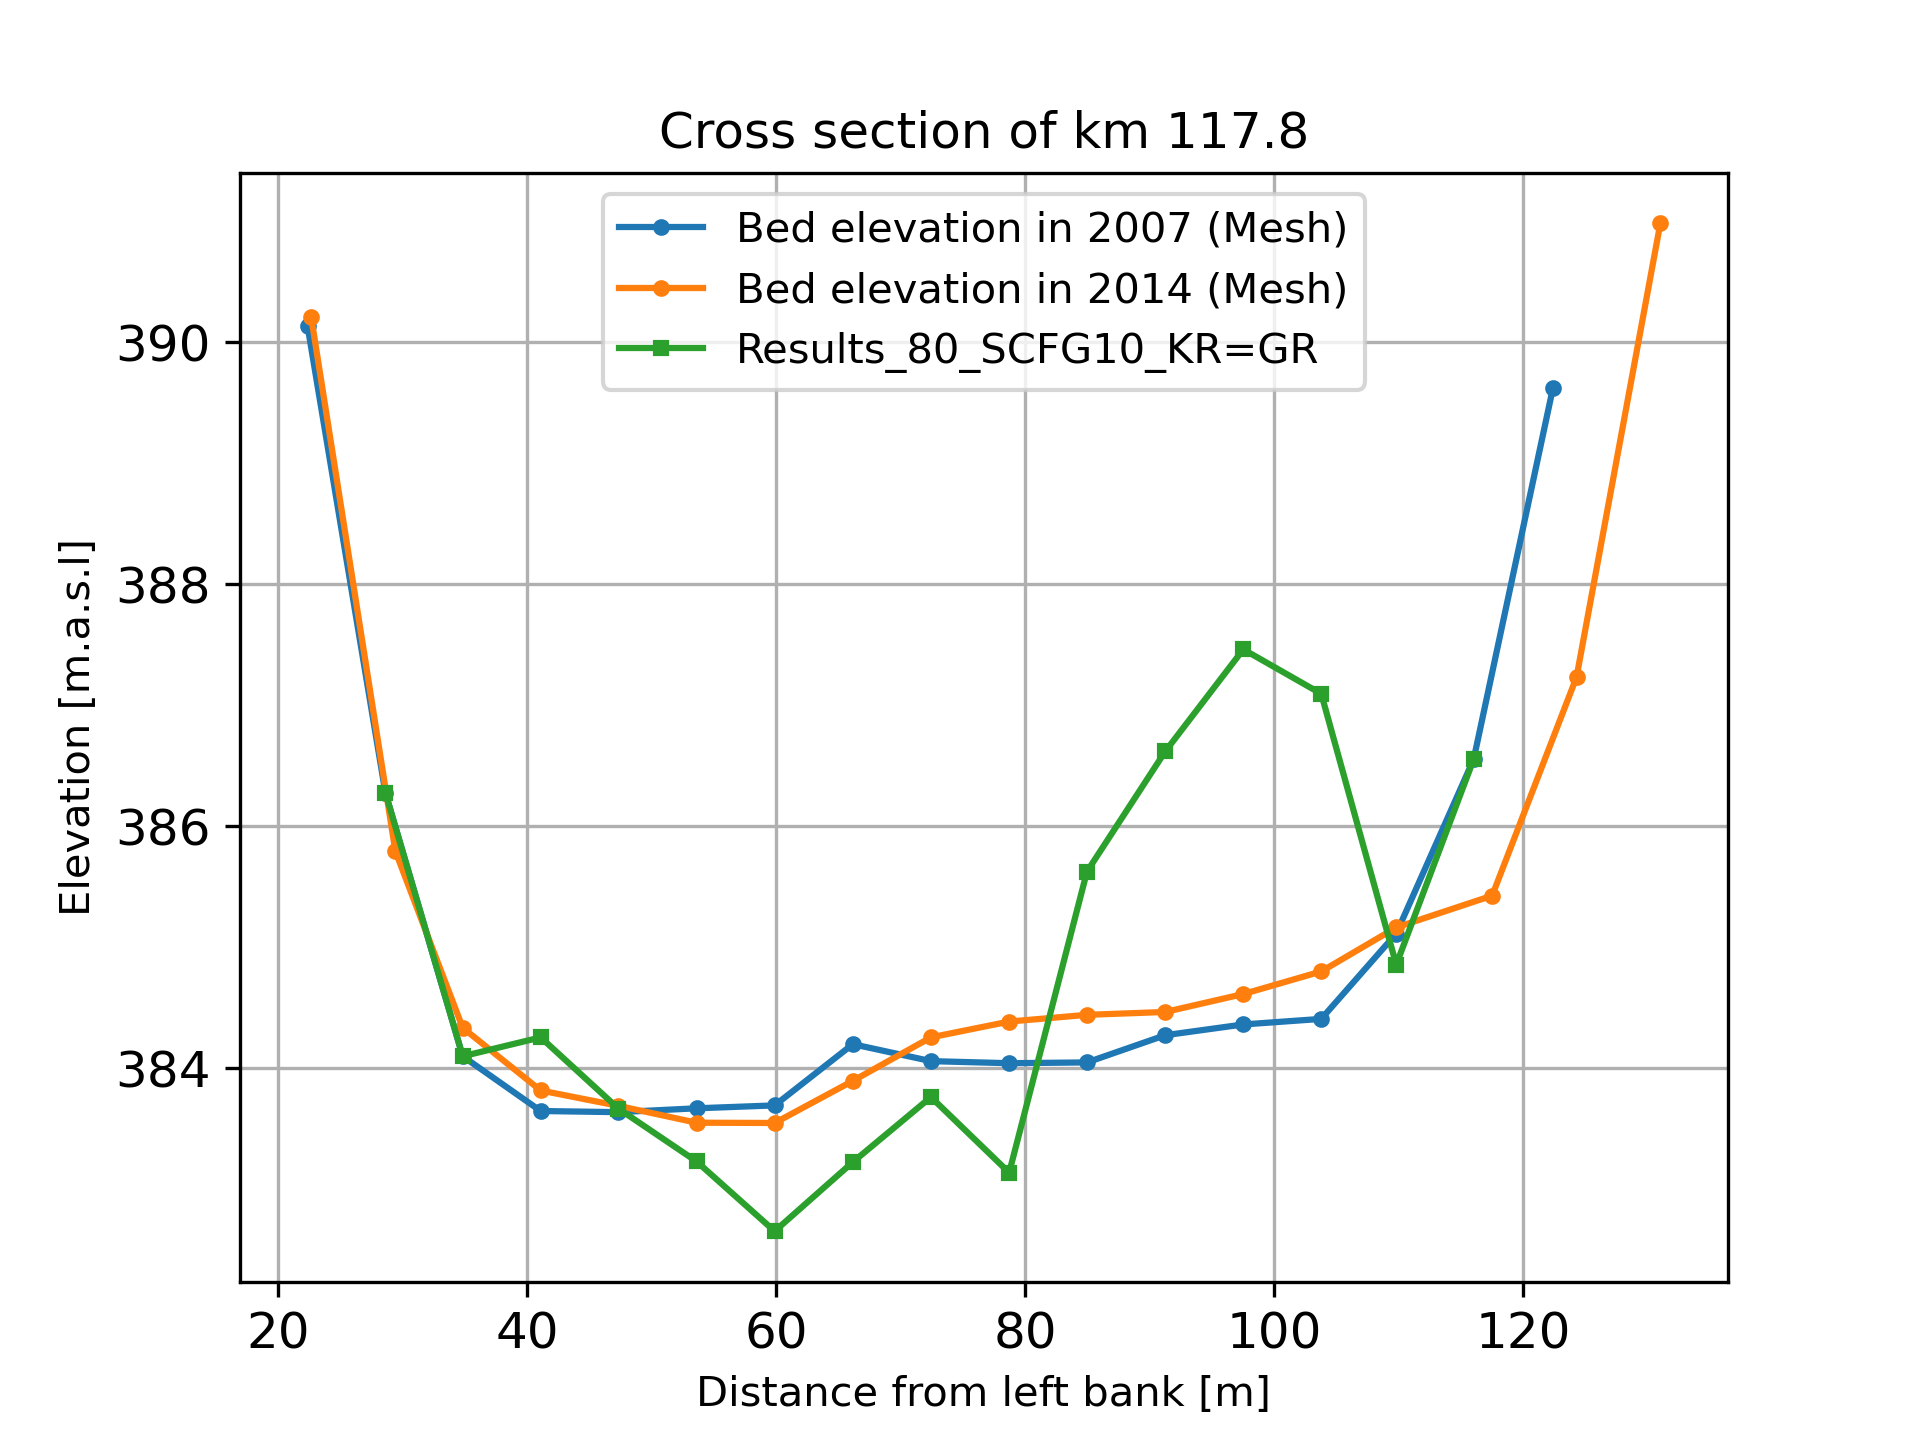 Cross section of km 117.8
Bed elevation in 2007 (Mesh)
Bed elevation in 2014 (Mesh)
Results_80_SCFG10_KR=GR
390
388
386
384
Elevation [m.a.s.l]
20 40 60 80 100 120
Distance from left bank [m]